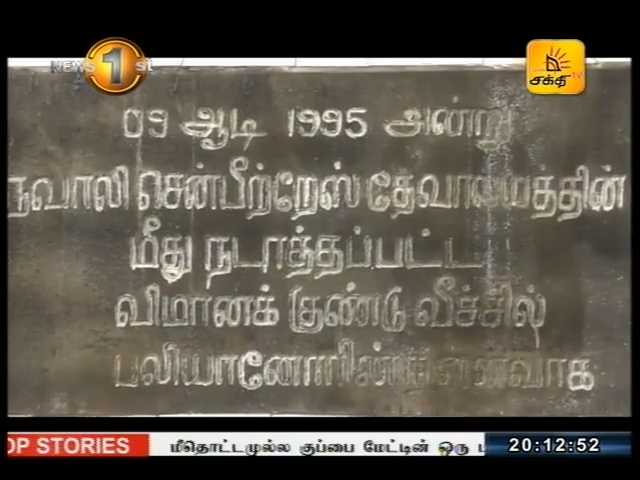 NEWS 1st
சக்தி TV
09 ஆடி 1995 அன்று
நவாலி சென்பீற்றேஸ் தேவாலயத்தின்
மீது நடாத்தப்பட்ட
விமானக் குண்டு வீச்சில்
பலியானோரின் நினைவாக
OP STORIES மீதொட்டமுல்ல குப்பை மேட்டின் ஒரு 20:12:52